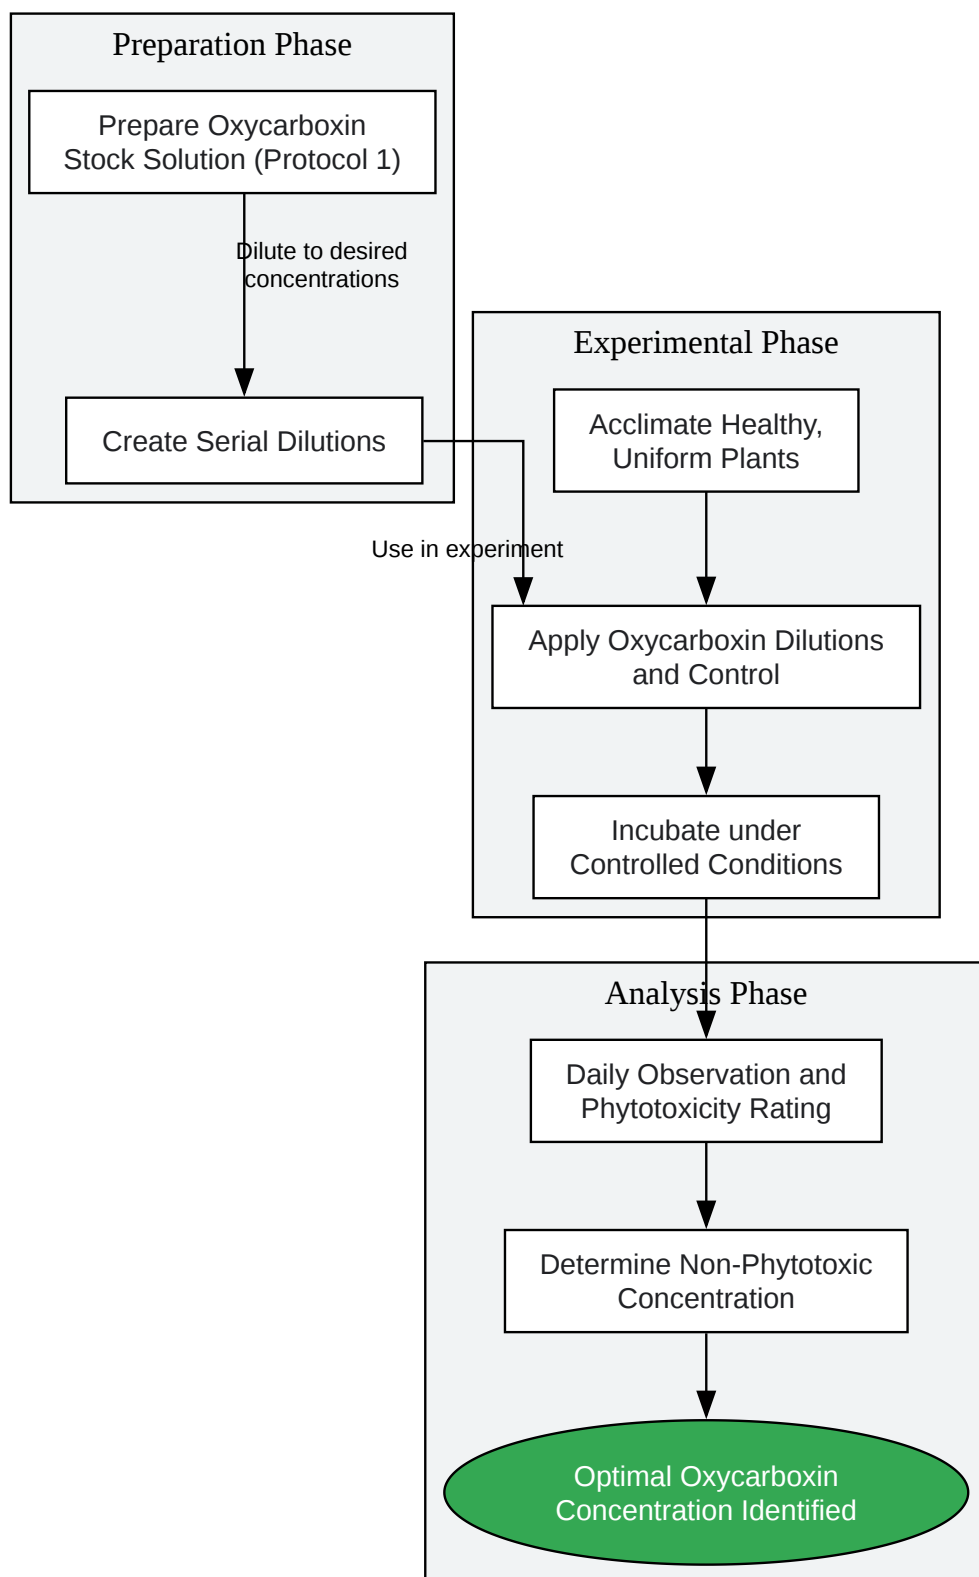 Preparation Phase
Prepare Oxycarboxin
Stock Solution (Protocol 1)
Dilute to desired
concentrations
Create Serial Dilutions
Experimental Phase
Acclimate Healthy,
Uniform Plants
Use in experiment
Apply Oxycarboxin Dilutions
and Control
Incubate under
Controlled Conditions
Analysis Phase
Daily Observation and
Phytotoxicity Rating
Determine Non-Phytotoxic
Concentration
Optimal Oxycarboxin
Concentration Identified